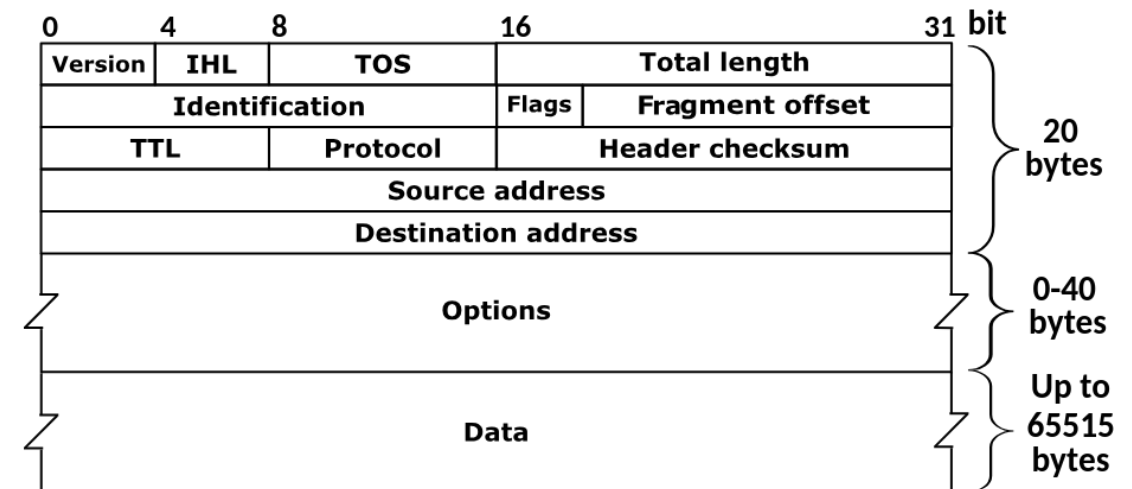 0 4 8 16 31 bit
Version IHL TOS Total length
Identification Flags Fragment offset
TTL Protocol Header checksum
Source address
Destination address
20
bytes
Options
0-40
bytes
Data
Up to
65515
bytes